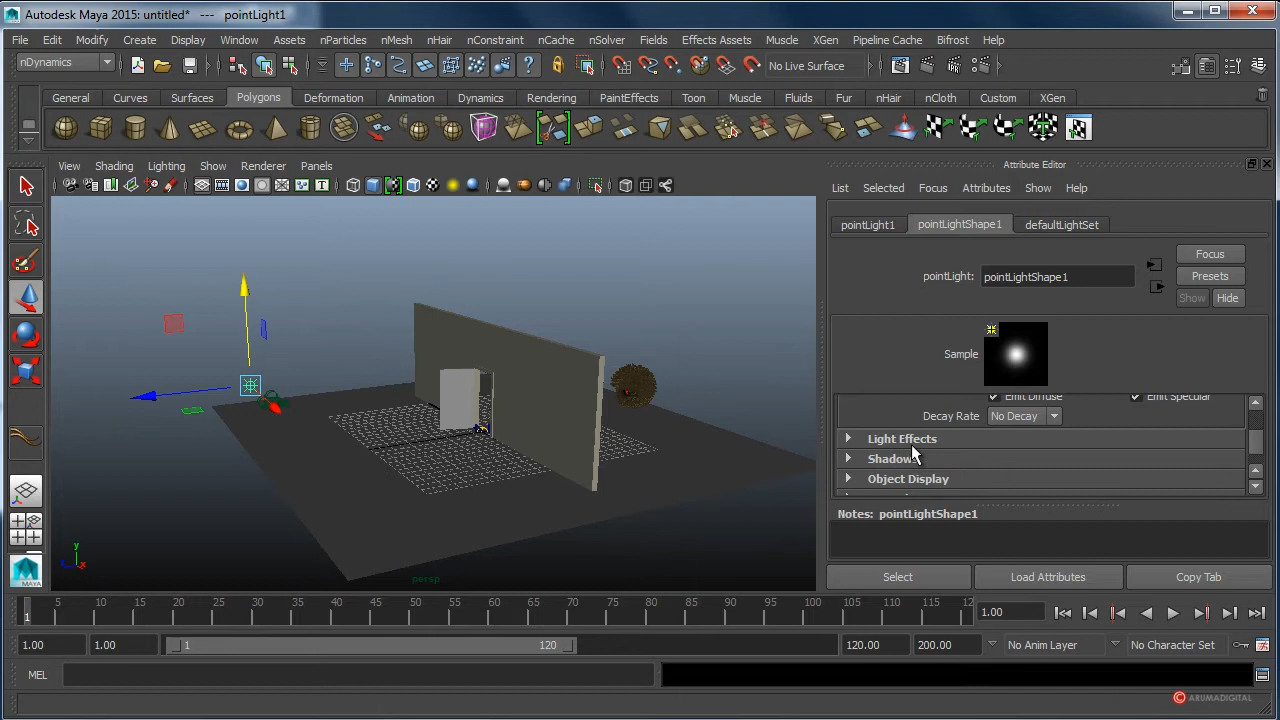 Autodesk Maya 2015: untitled*   ---   pointLight1
File Edit Modify Create Display Window Assets nParticles nMesh nHair nConstraint nCache nSolver Fields Effects Assets Muscle XGen Pipeline Cache Bifrost Help
nDynamics No Live Surface
General Curves Surfaces Polygons Deformation Animation Dynamics Rendering PaintEffects Toon Muscle Fluids Fur nHair nCloth Custom XGen
View Shading Lighting Show Renderer Panels
Attribute Editor
List Selected Focus Attributes Show Help
pointLight1 pointLightShape1 defaultLightSet
Focus
pointLight: pointLightShape1 Presets
Show Hide
Sample
Emit Diffuse Emit Specular
Decay Rate No Decay
Light Effects
Shadows
Object Display
Notes: pointLightShape1
persp
y
z x
MAYA
Select Load Attributes Copy Tab
1 5 10 15 20 25 30 35 40 45 50 55 60 65 70 75 80 85 90 95 100 105 110 115 12 1.00
1.00 1.00 1 120 120.00 200.00 No Anim Layer No Character Set
MEL
© ARUMADIGITAL